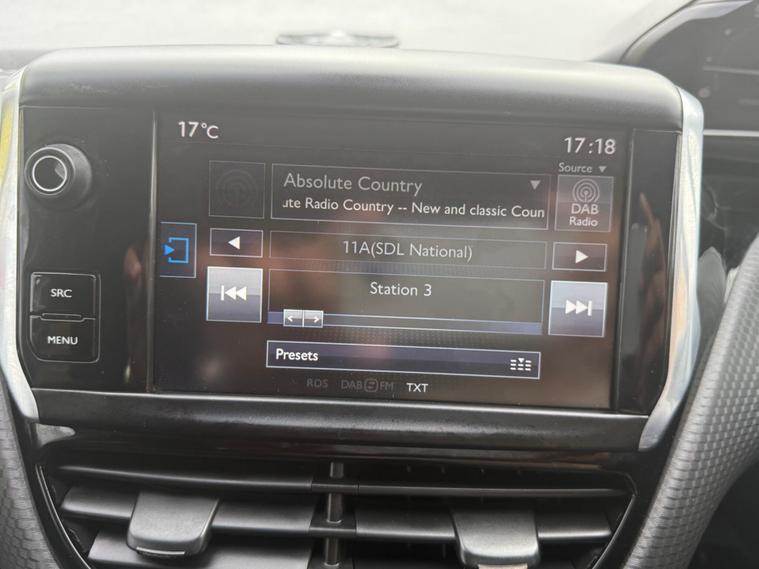 17°C
17:18
Source
Absolute Country
ute Radio Country -- New and classic Coun
DAB
Radio
11A(SDL National)
Station 3
SRC
MENU
Presets
RDS DAB FM TXT